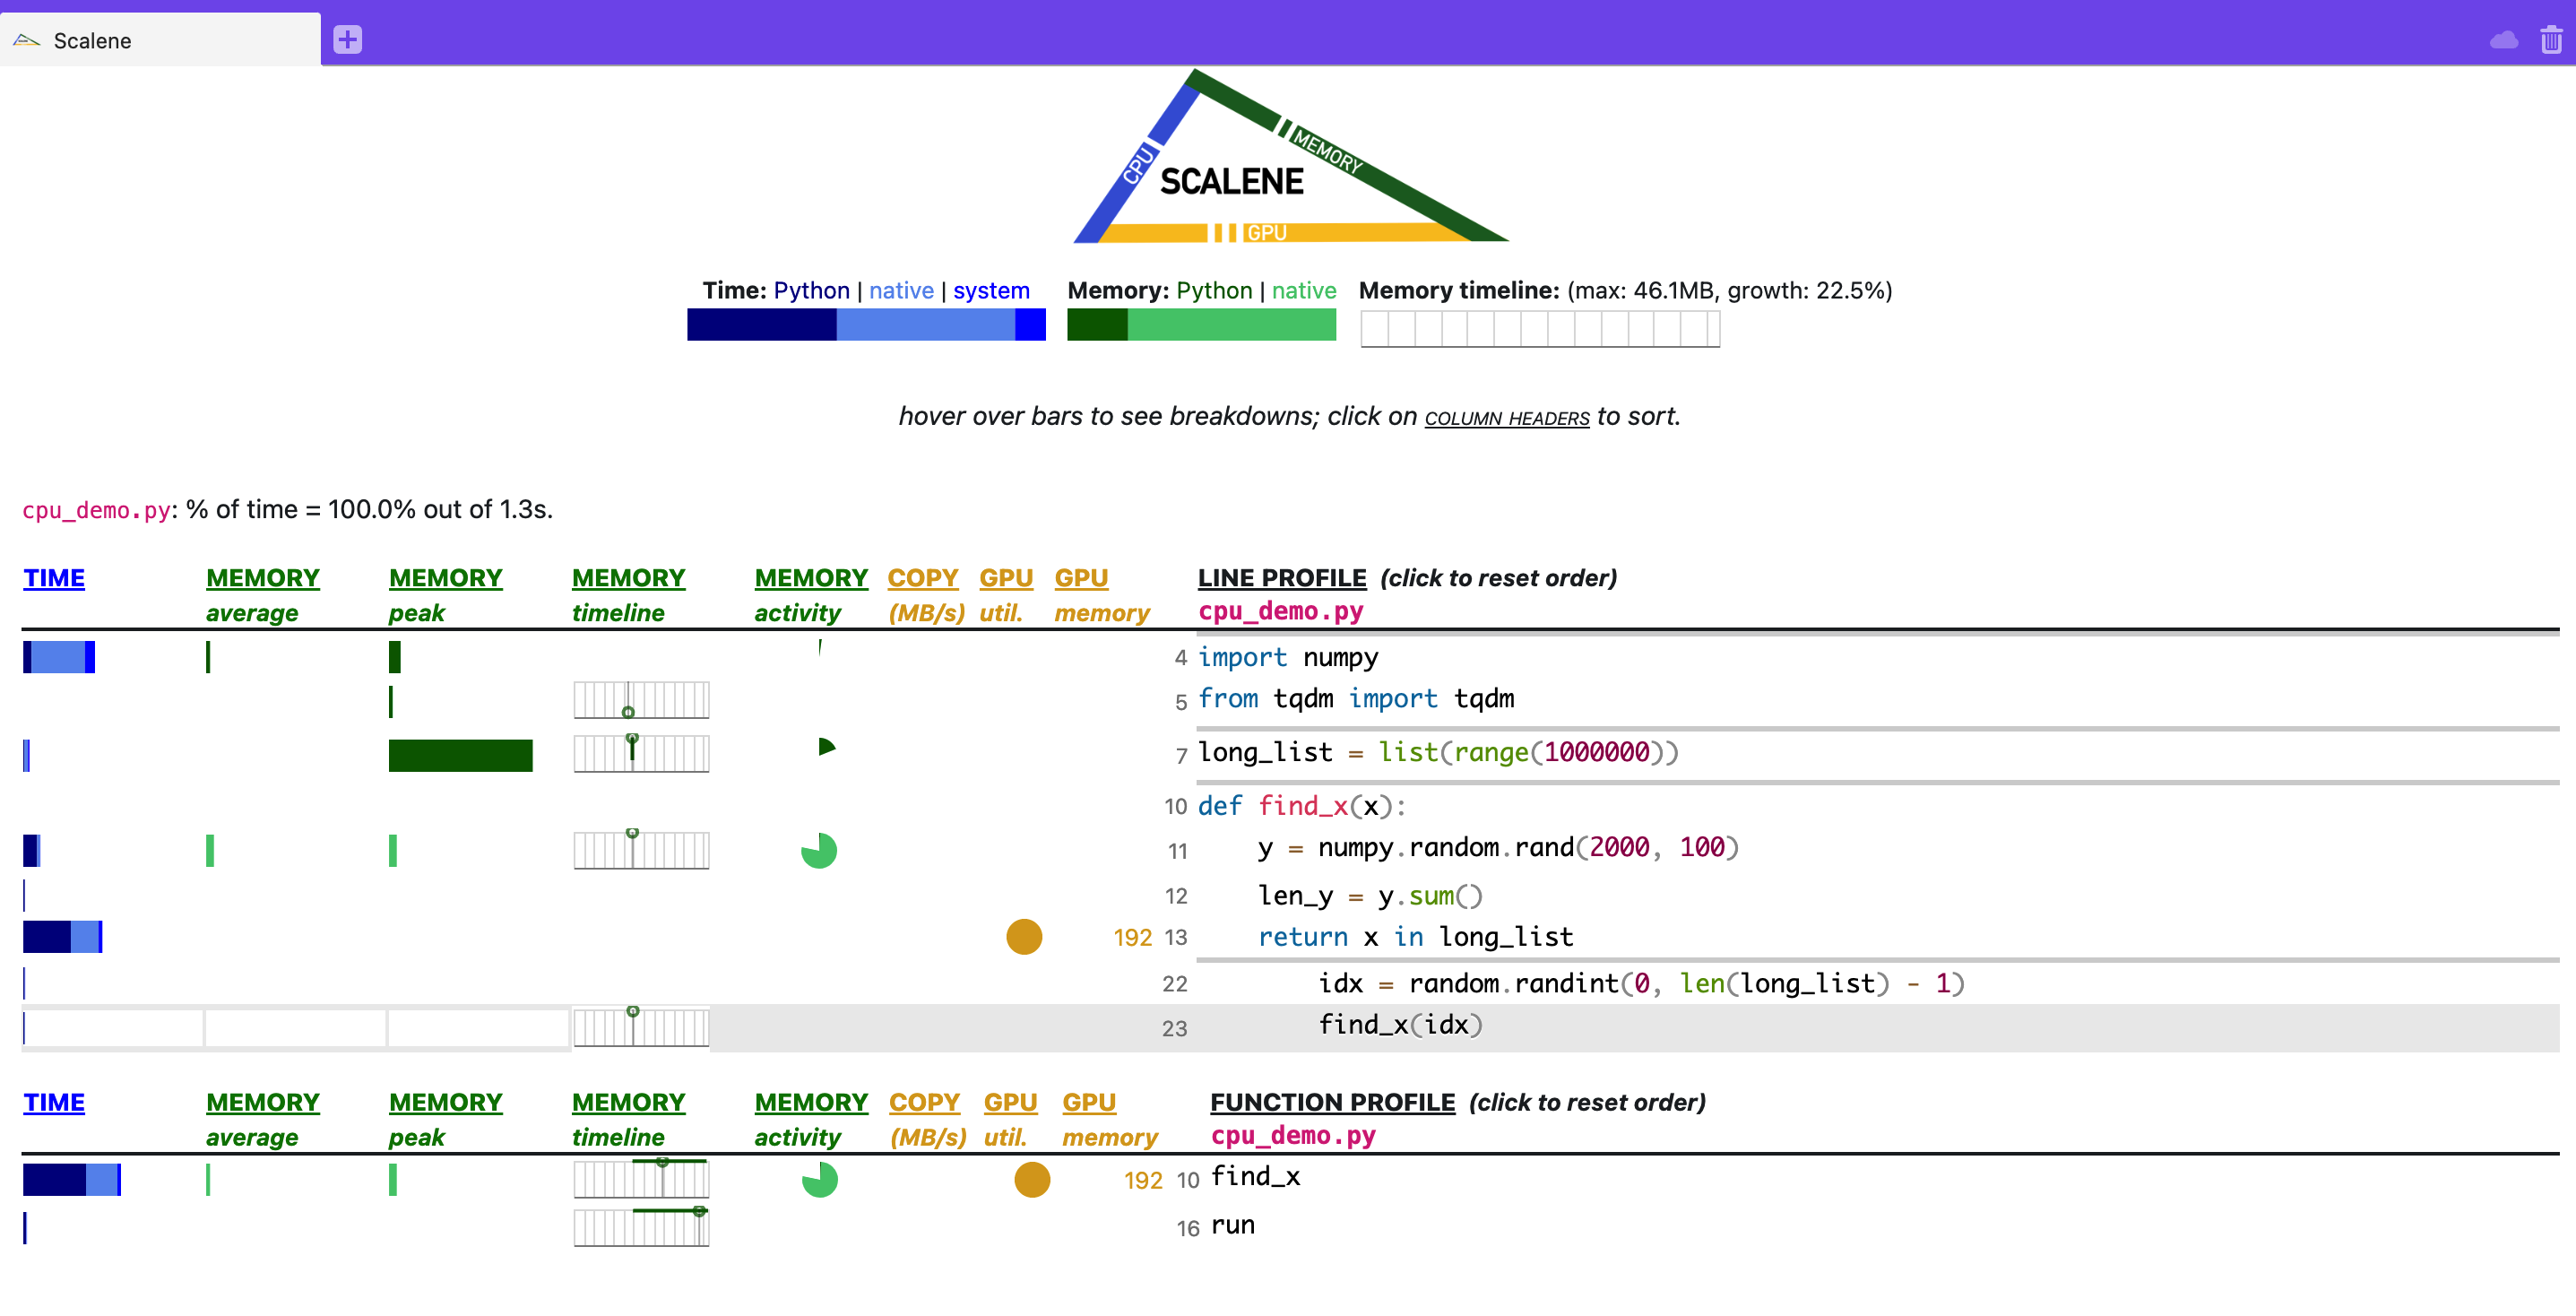 Scalene
CPU
MEMORY
SCALENE
GPU
Time: Python | native | system
Memory: Python | native
Memory timeline: (max: 46.1MB, growth: 22.5%)
hover over bars to see breakdowns; click on COLUMN HEADERS to sort.
cpu_demo.py: % of time = 100.0% out of 1.3s.
TIME MEMORY MEMORY MEMORY MEMORY COPY GPU GPU LINE PROFILE (click to reset order)
average peak timeline activity (MB/s) util. memory cpu_demo.py
4 import numpy
5 from tqdm import tqdm
7 long_list = list(range(1000000))
10 def find_x(x):
11 y = numpy.random.rand(2000, 100)
12 len_y = y.sum()
192 13 return x in long_list
22 idx = random.randint(0, len(long_list) - 1)
23 find_x(idx)
TIME MEMORY MEMORY MEMORY MEMORY COPY GPU GPU FUNCTION PROFILE (click to reset order)
average peak timeline activity (MB/s) util. memory cpu_demo.py
192 10 find_x
16 run